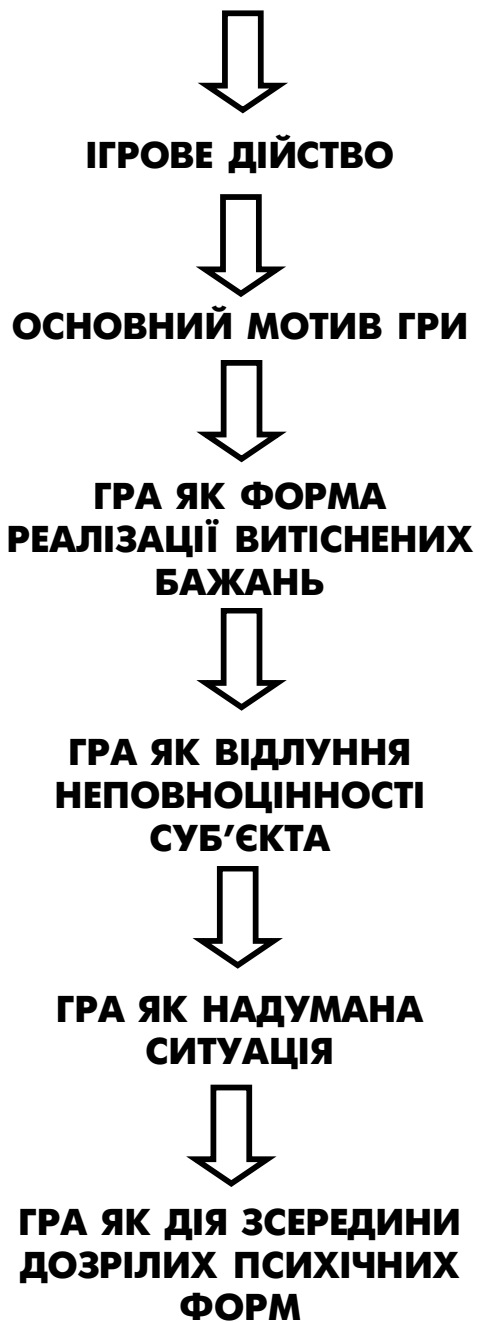 ІГРОВЕ ДІЙСТВО
ОСНОВНИЙ МОТИВ ГРИ
ГРА ЯК ФОРМА
РЕАЛІЗАЦІЇ ВИТІСНЕНИХ
БАЖАНЬ
ГРА ЯК ВІДЛУННЯ
НЕПОВНОЦІННОСТІ
СУБ’ЄКТА
ГРА ЯК НАДУМАНА
СИТУАЦІЯ
ГРА ЯК ДІЯ ЗСЕРЕДИНИ
ДОЗРІЛИХ ПСИХІЧНИХ
ФОРМ